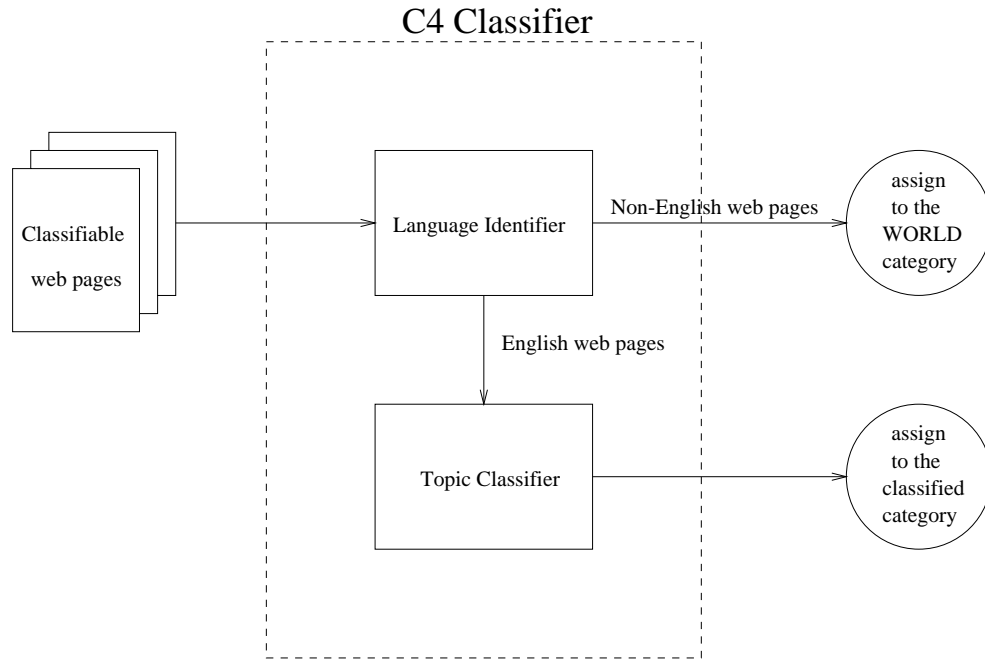 C4 Classifier
Classifiable
web pages
Language Identifier
Non-English web pages
assign
to the
WORLD
category
English web pages
Topic Classifier
assign
to the
classified
category